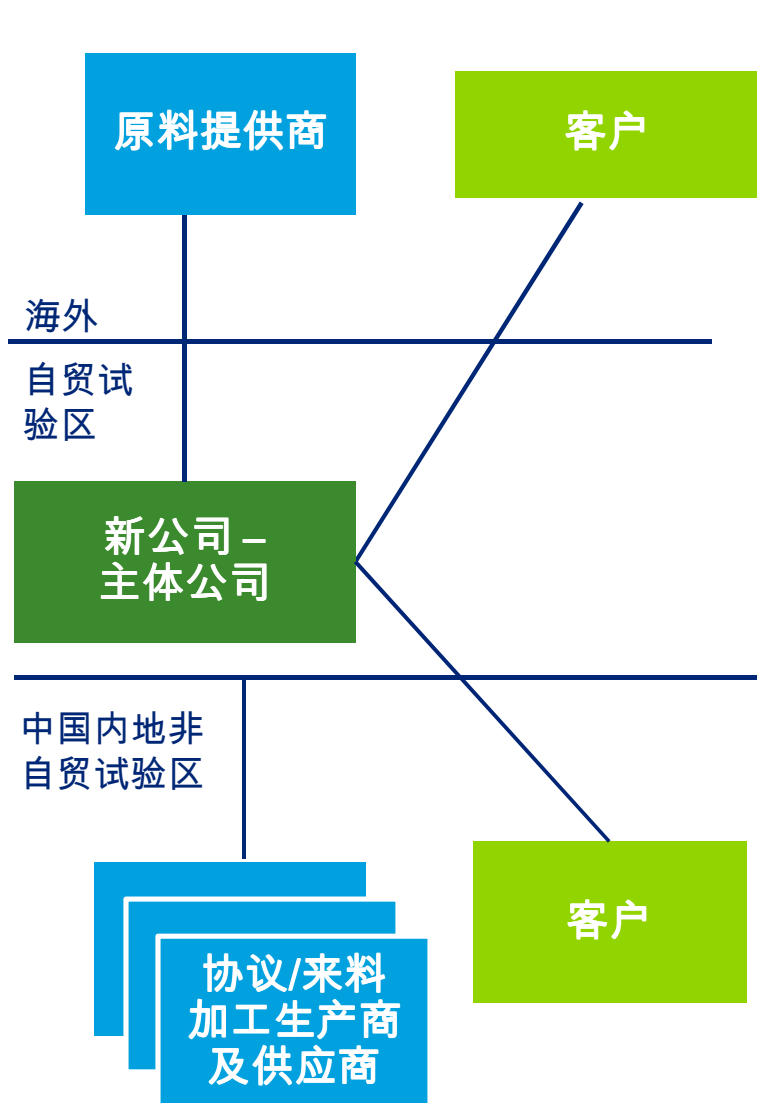 原料提供商
客户
海外
自贸试
验区
新公司 –
主体公司
中国内地非
自贸试验区
客户
协议/来料
加工生产商
及供应商